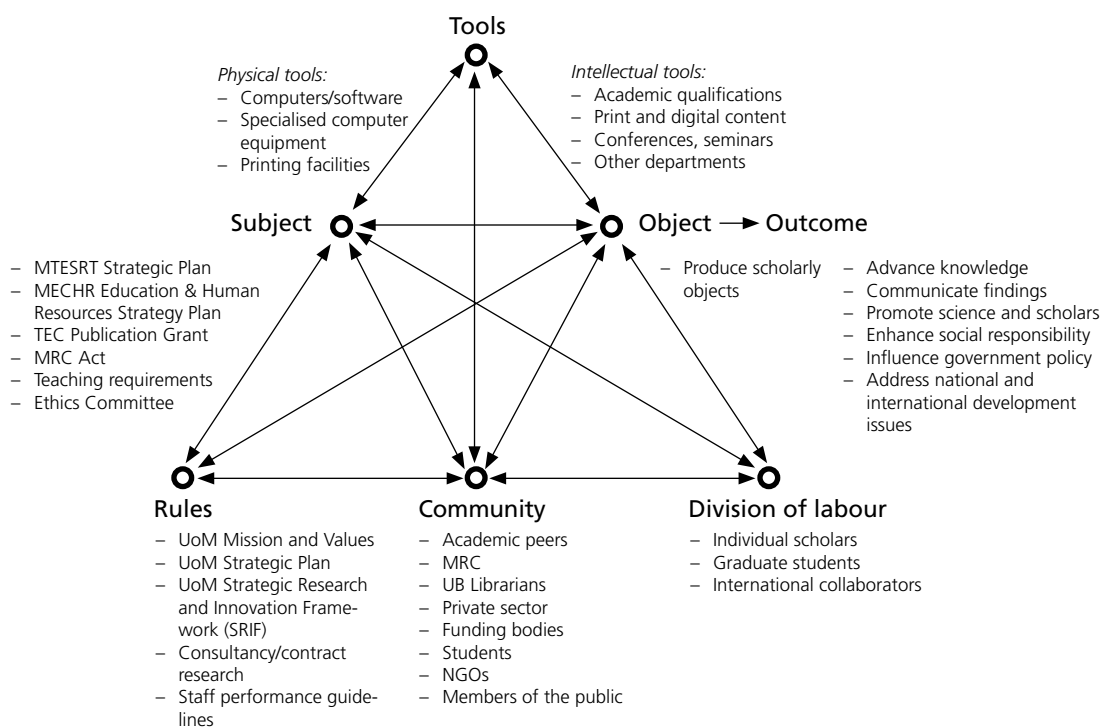 Tools
Physical tools:
– Computers/software
– Specialised computer
equipment
– Printing facilities
Intellectual tools:
– Academic qualifications
– Print and digital content
– Conferences, seminars
– Other departments
Subject
Object
Outcome
– MTESRT Strategic Plan
– MECHR Education & Human
Resources Strategy Plan
– TEC Publication Grant
– MRC Act
– Teaching requirements
– Ethics Committee
– Produce scholarly
objects
– Advance knowledge
– Communicate findings
– Promote science and scholars
– Enhance social responsibility
– Influence government policy
– Address national and
international development
issues
Rules
– UoM Mission and Values
– UoM Strategic Plan
– UoM Strategic Research
and Innovation Frame-
work (SRIF)
– Consultancy/contract
research
– Staff performance guide-
lines
Community
– Academic peers
– MRC
– UB Librarians
– Private sector
– Funding bodies
– Students
– NGOs
– Members of the public
Division of labour
– Individual scholars
– Graduate students
– International collaborators